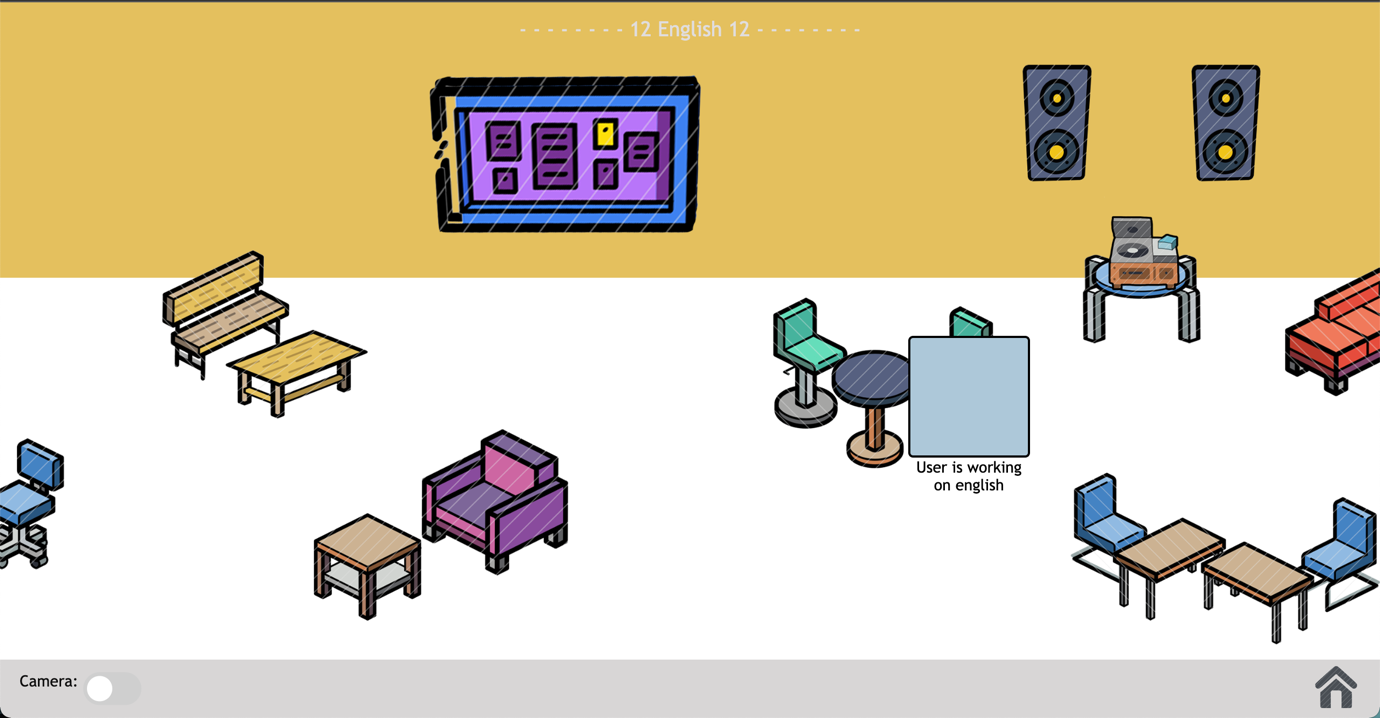 - - - - - - - - 12 English 12 - - - - - - - -
User is working
on english
Camera: